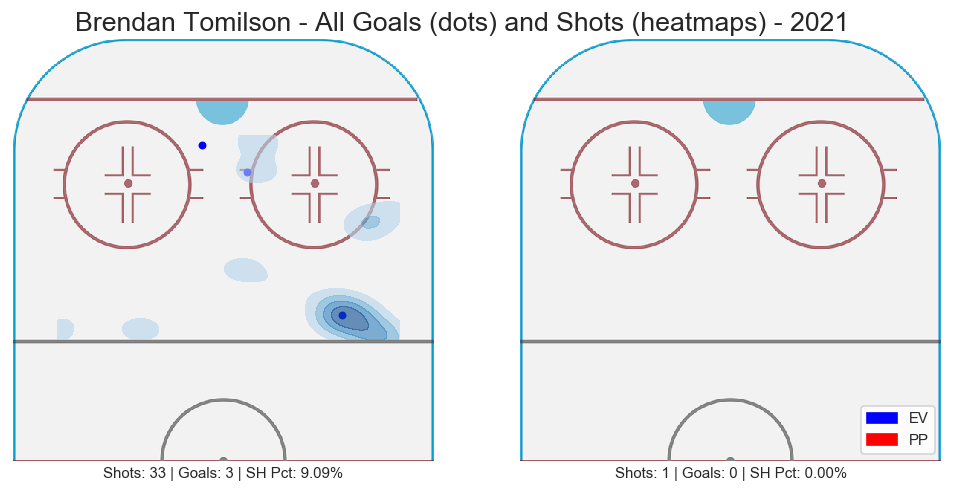 Brendan Tomilson - All Goals (dots) and Shots (heatmaps) - 2021
EV
PP
Shots: 33 | Goals: 3 | SH Pct: 9.09%
Shots: 1 | Goals: 0 | SH Pct: 0.00%